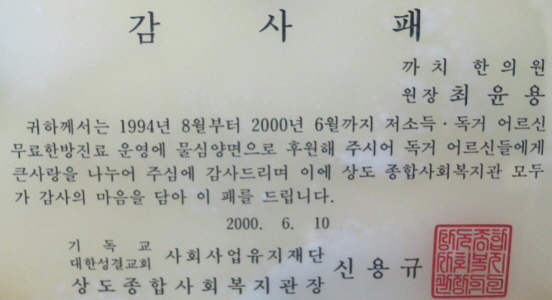 감 사 패
까 치 한 의 원
원장 최 윤 용
귀하께서는 1994년 8월부터 2000년 6월까지 저소득·독거 어르신
무료한방진료 운영에 물심양면으로 후원해 주시어 독거 어르신들에게
큰사랑을 나누어 주심에 감사드리며 이에 상도 종합사회복지관 모두
가 감사의 마음을 담아 이 패를 드립니다.
2000. 6. 10
기 독 교
대한성결교회 사회사업유지재단
상도종합사회복지관장 신용규